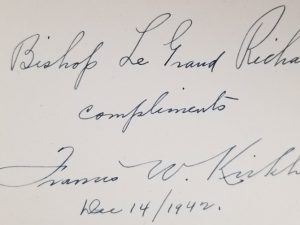 Bishop Le Grand Richa
compliments
Francis W. Kirkh
Dec 14/1942.